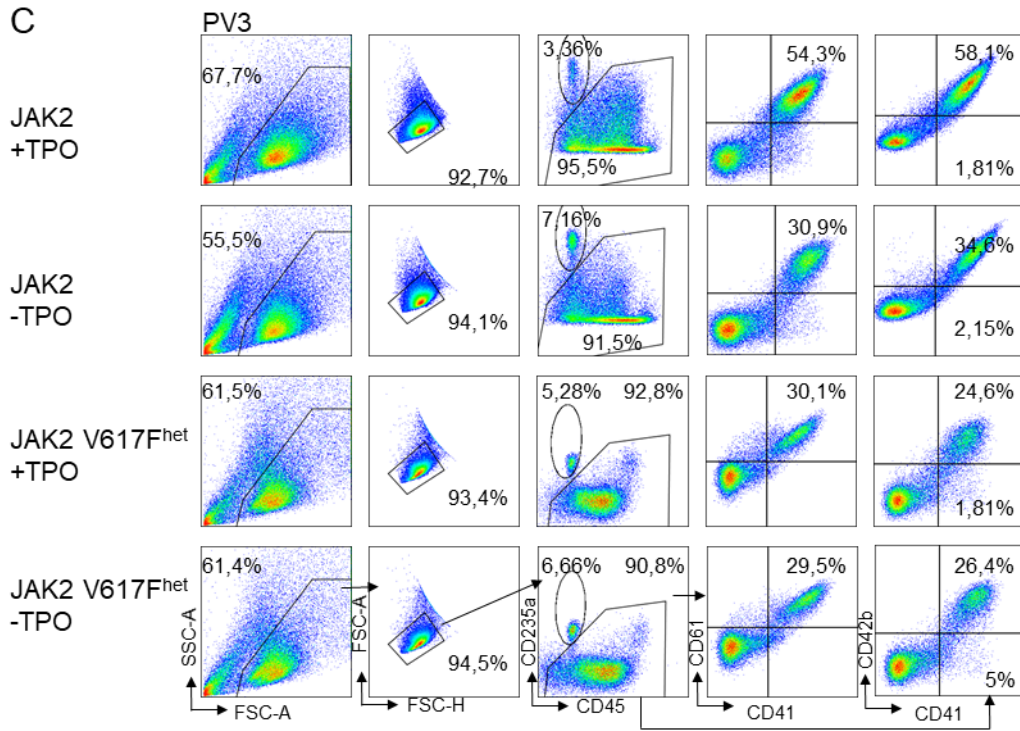 C
PV3
JAK2
+TPO
67,7%
92,7%
3,36%
95,5%
54,3%
58,1%
1,81%
JAK2
-TPO
55,5%
94,1%
7,16%
91,5%
30,9%
34,6%
2,15%
JAK2 V617Fhet
+TPO
61,5%
93,4%
5,28%
92,8%
30,1%
24,6%
1,81%
JAK2 V617Fhet
-TPO
61,4%
94,5%
6,66%
90,8%
29,5%
26,4%
5%
SSC-A
FSC-A
FSC-A
FSC-H
CD235a
CD45
CD61
CD41
CD42b
CD41